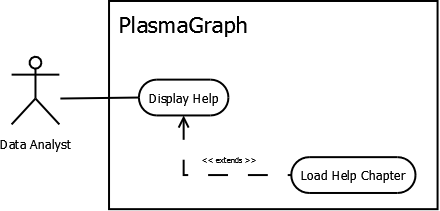 PlasmaGraph
Display Help
Data Analyst
<< extends >>
Load Help Chapter